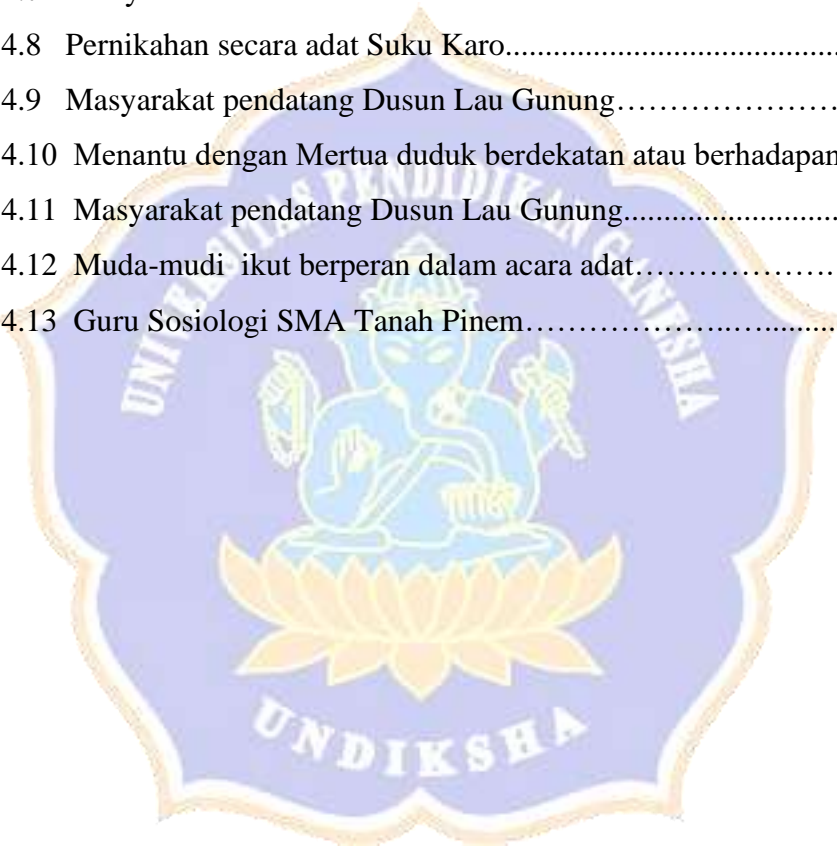 4.8 Pernikahan secara adat Suku Karo.......................................
4.9 Masyarakat pendatang Dusun Lau Gunung…………………
4.10 Menantu dengan Mertua duduk berdekatan atau berhadapan
4.11 Masyarakat pendatang Dusun Lau Gunung..........................
4.12 Muda-mudi ikut berperan dalam acara adat………………
4.13 Guru Sosiologi SMA Tanah Pinem………………..….........
UNIVERSITAS PENDIDIKAN GANESHA
UNDIKSHA